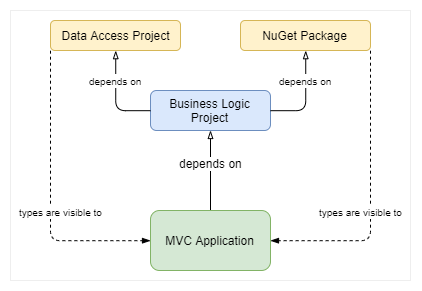 Data Access Project
NuGet Package
depends on
depends on
Business Logic
Project
depends on
types are visible to
types are visible to
MVC Application